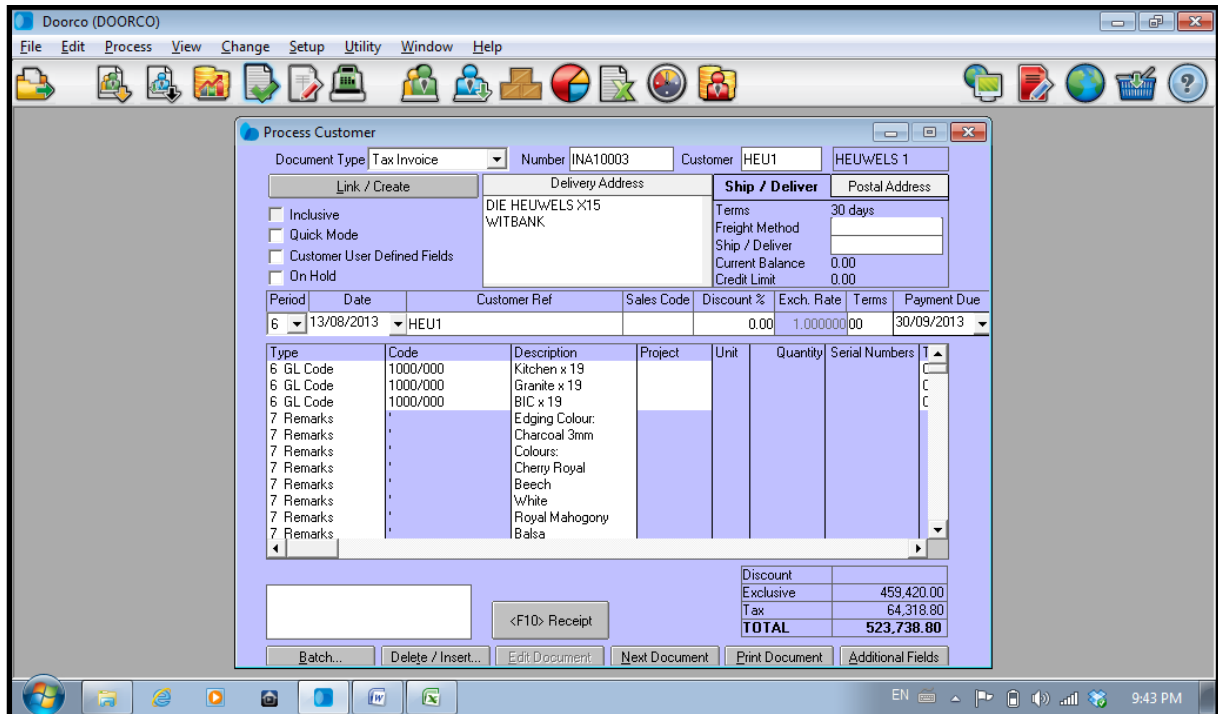 Doorco (DOORCO)
File Edit Process View Change Setup Utility Window Help
Process Customer
Document Type Tax Invoice Number INA10003 Customer HEU1 HEUWELS 1
Link / Create Delivery Address Ship / Deliver Postal Address
DIE HEUWELS X15 Terms 30 days
Inclusive WITBANK Freight Method
Quick Mode Ship / Deliver
Customer User Defined Fields Current Balance 0.00
On Hold Credit Limit 0.00
Period Date Customer Ref Sales Code Discount % Exch. Rate Terms Payment Due
6 13/08/2013 HEU1 0.00 1.000000 00 30/09/2013
Type Code Description Project Unit Quantity Serial Numbers T
6 GL Code 1000/000 Kitchen x 19
6 GL Code 1000/000 Granite x 19
6 GL Code 1000/000 BIC x 19
7 Remarks ' Edging Colour:
7 Remarks ' Charcoal 3mm
7 Remarks ' Colours:
7 Remarks ' Cherry Royal
7 Remarks ' Beech
7 Remarks ' White
7 Remarks ' Royal Mahogony
7 Remarks ' Balsa
Discount
Exclusive 459,420.00
Tax 64,318.80
<F10> Receipt TOTAL 523,738.80
Batch... Delete / Insert... Edit Document Next Document Print Document Additional Fields
EN 9:43 PM